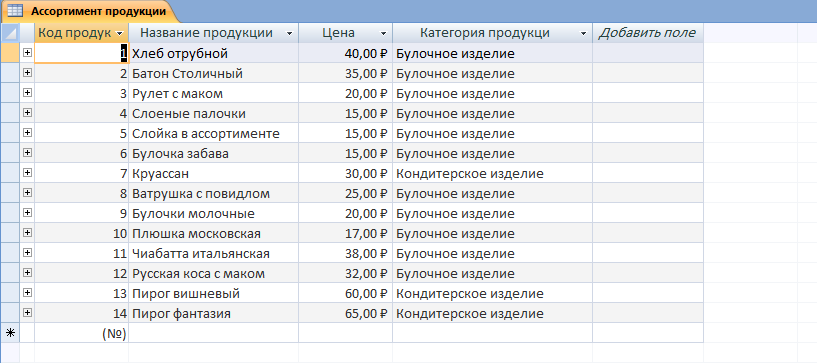 Ассортимент продукции
Код продук Название продукции Цена Категория продукци Добавить поле
1 Хлеб отрубной 40,00 ₽ Булочное изделие
2 Батон Столичный 35,00 ₽ Булочное изделие
3 Рулет с маком 20,00 ₽ Булочное изделие
4 Слоеные палочки 15,00 ₽ Булочное изделие
5 Слойка в ассортименте 15,00 ₽ Булочное изделие
6 Булочка забава 15,00 ₽ Булочное изделие
7 Круассан 30,00 ₽ Кондитерское изделие
8 Ватрушка с повидлом 25,00 ₽ Булочное изделие
9 Булочки молочные 20,00 ₽ Булочное изделие
10 Плюшка московская 17,00 ₽ Булочное изделие
11 Чиабатта итальянская 38,00 ₽ Булочное изделие
12 Русская коса с маком 32,00 ₽ Булочное изделие
13 Пирог вишневый 60,00 ₽ Кондитерское изделие
14 Пирог фантазия 65,00 ₽ Кондитерское изделие
(№)